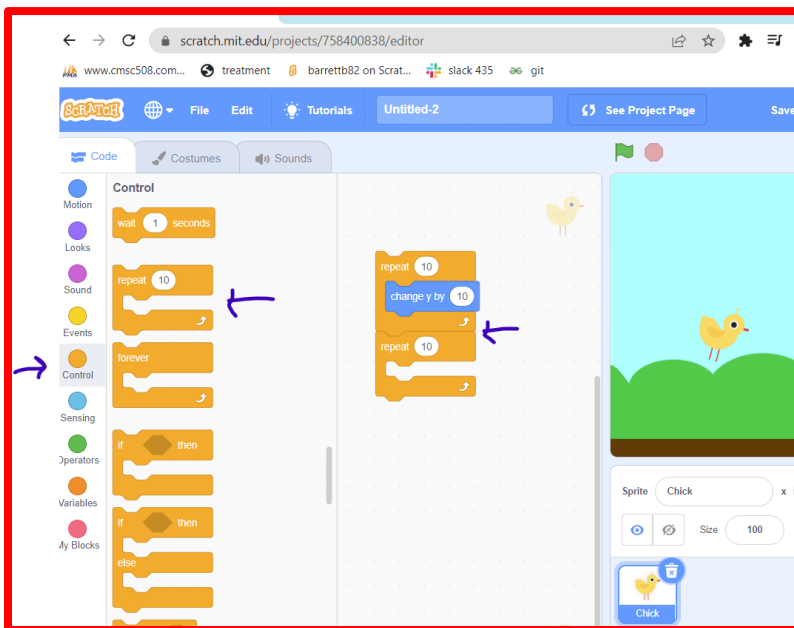 scratch.mit.edu/projects/758400838/editor
PMA www.cmsc508.com... treatment barrettb82 on Scrat... slack 435 git
SCRATCH File Edit Tutorials Untitled-2 See Project Page Save
Code Costumes Sounds
Motion
Looks
Sound
Events
Control
Sensing
Operators
Variables
My Blocks
Control
wait 1 seconds
repeat 10
forever
if then
if then
else
repeat 10
change y by 10
repeat 10
Sprite Chick x
Size 100
Chick